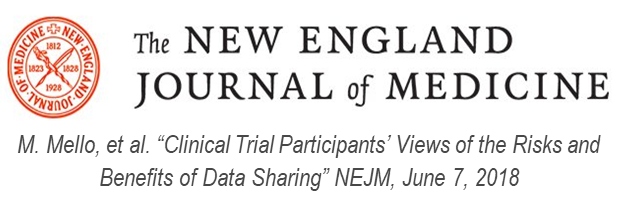 The NEW ENGLAND
JOURNAL of MEDICINE
JOURNAL·OF·MEDICINE·NEW·ENGLAND
1812
1823 1828
1928
M. Mello, et al. “Clinical Trial Participants’ Views of the Risks and
Benefits of Data Sharing” NEJM, June 7, 2018